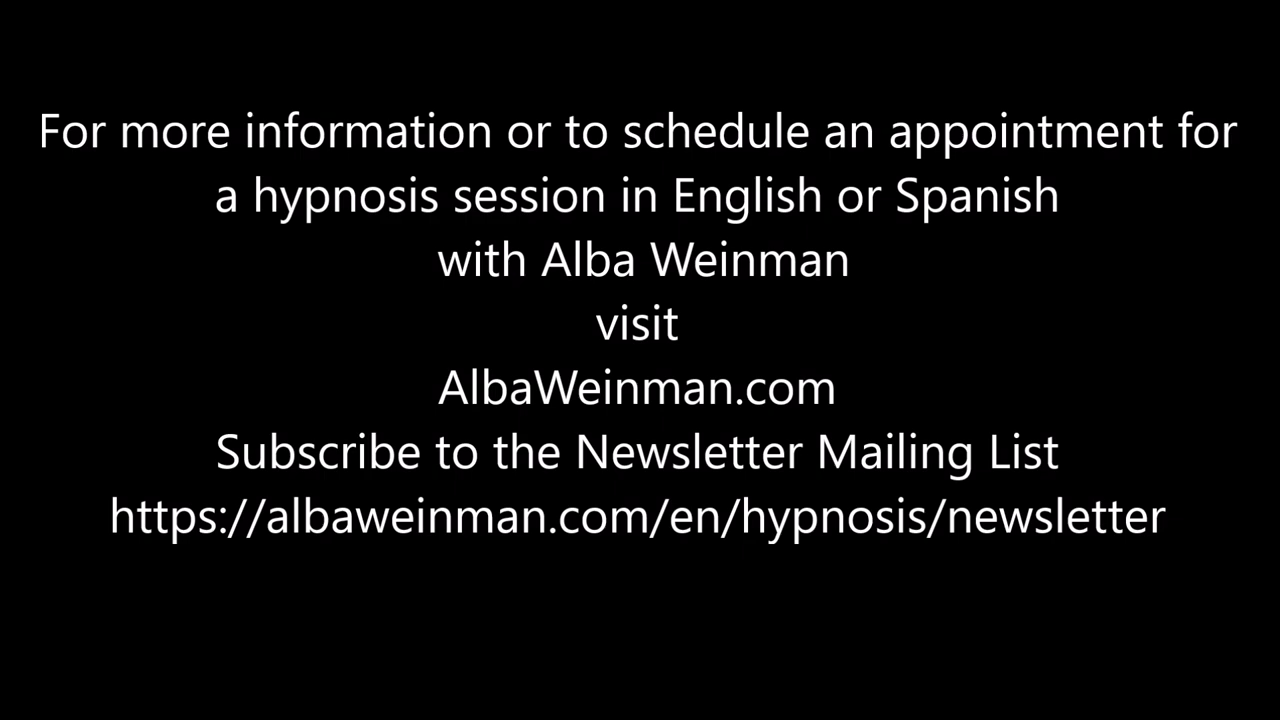 For more information or to schedule an appointment for
a hypnosis session in English or Spanish
with Alba Weinman
visit
AlbaWeinman.com
Subscribe to the Newsletter Mailing List
https://albaweinman.com/en/hypnosis/newsletter